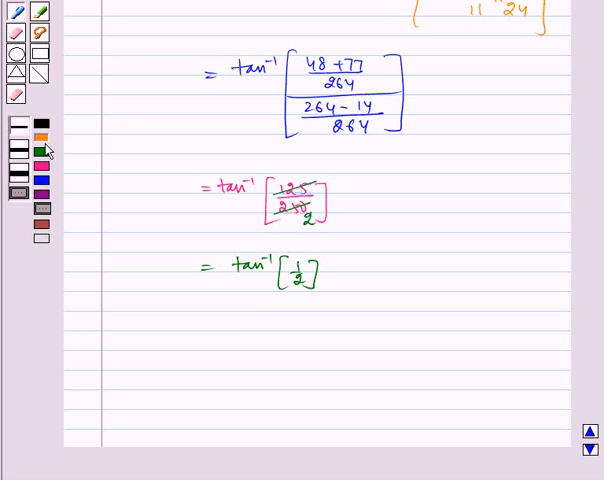 11 24
= tan⁻¹ [ (48 + 77)/264 / (264 - 14)/264 ]
= tan⁻¹ [ 125/250 2 ]
= tan⁻¹ [ 1/2 ]